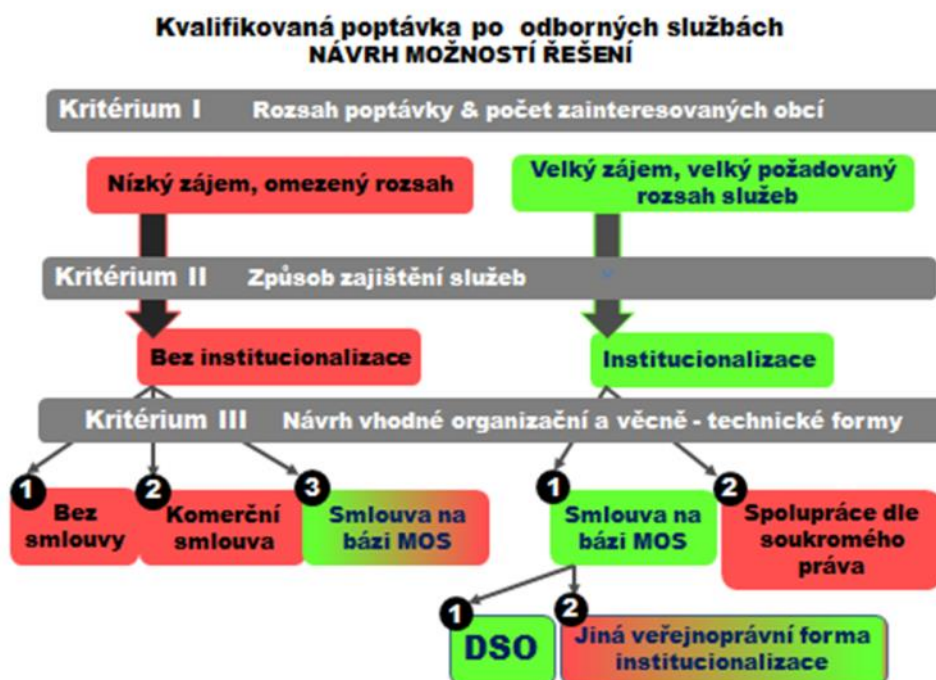 Kvalifikovaná poptávka po odborných službách
NÁVRH MOŽNOSTÍ ŘEŠENÍ
Kritérium I Rozsah poptávky & počet zainteresovaných obcí
Nízký zájem, omezený rozsah
Velký zájem, velký požadovaný
rozsah služeb
Kritérium II Způsob zajištění služeb
Bez institucionalizace
Institucionalizace
Kritérium III Návrh vhodné organizační a věcně - technické formy
1
Bez
smlouvy
2
Komerční
smlouva
3
Smlouva na
bázi MOS
1
Smlouva na
bázi MOS
2
Spolupráce dle
soukromého
práva
1
DSO
2
Jiná veřejnoprávní forma
institucionalizace